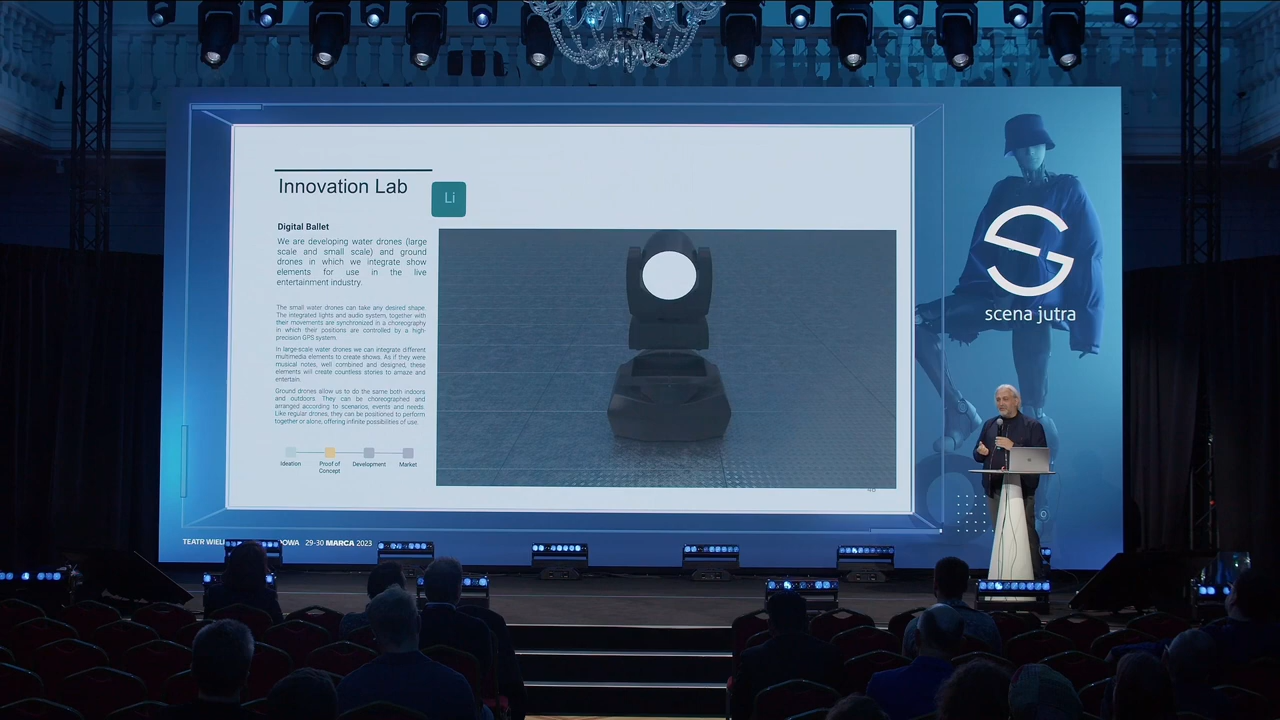 Innovation Lab
Li
Digital Ballet
We are developing water drones (large
scale and small scale) and ground
drones in which we integrate show
elements for use in the live
entertainment industry.
The small water drones can take any desired shape.
The integrated lights and audio system, together with
their movements are synchronized in a choreography
in which their positions are controlled by a high-
precision GPS system.
In large-scale water drones we can integrate different
multimedia elements to create shows. As if they were
musical notes, well combined and designed, these
elements will create countless stories to amaze and
entertain.
Ground drones allow us to do the same both indoors
and outdoors. They can be choreographed and
arranged according to scenarios, events and needs.
Like regular drones, they can be positioned to perform
together or alone, offering infinite possibilities of use.
Ideation
Proof of
Concept
Development
Market
scena jutra
TEATR 29-30 MARCA 2023